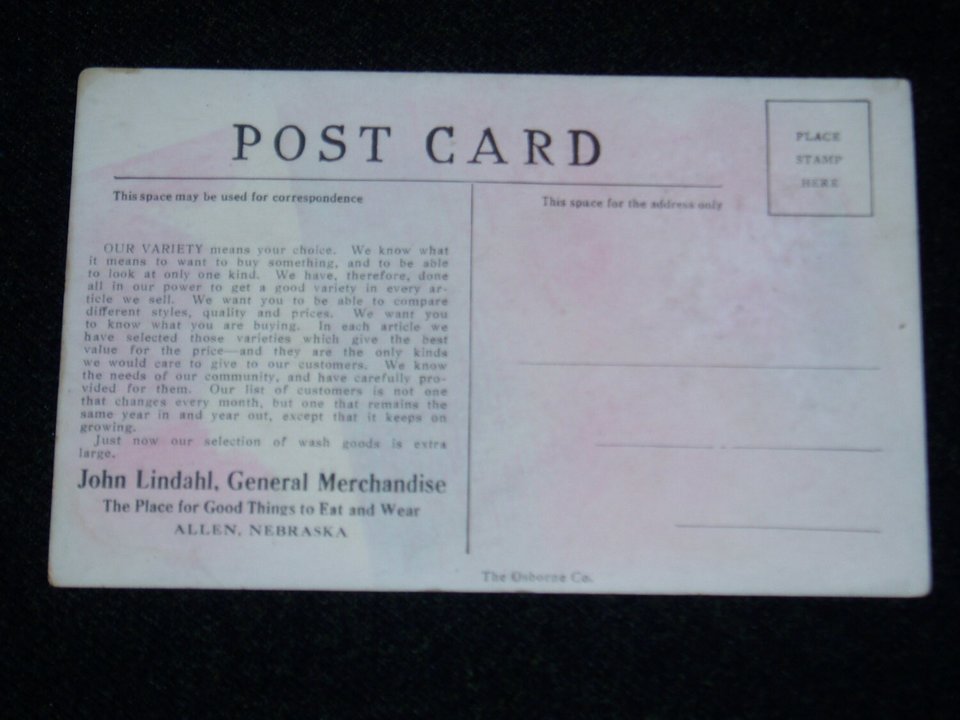 POST CARD
PLACE
STAMP
HERE
This space may be used for correspondence
This space for the address only
OUR VARIETY means your choice. We know what
it means to want to buy something, and to be able
to look at only one kind. We have, therefore, done
all in our power to get a good variety in every ar-
ticle we sell. We want you to be able to compare
different styles, quality and prices. We want you
to know what you are buying. In each article we
have selected those varieties which give the best
value for the price—and they are the only kinds
we would care to give to our customers. We know
the needs of our community, and have carefully pro-
vided for them. Our list of customers is not one
that changes every month, but one that remains the
same year in and year out, except that it keeps on
growing.
Just now our selection of wash goods is extra
large.
John Lindahl, General Merchandise
The Place for Good Things to Eat and Wear
ALLEN, NEBRASKA
The Osborne Co.